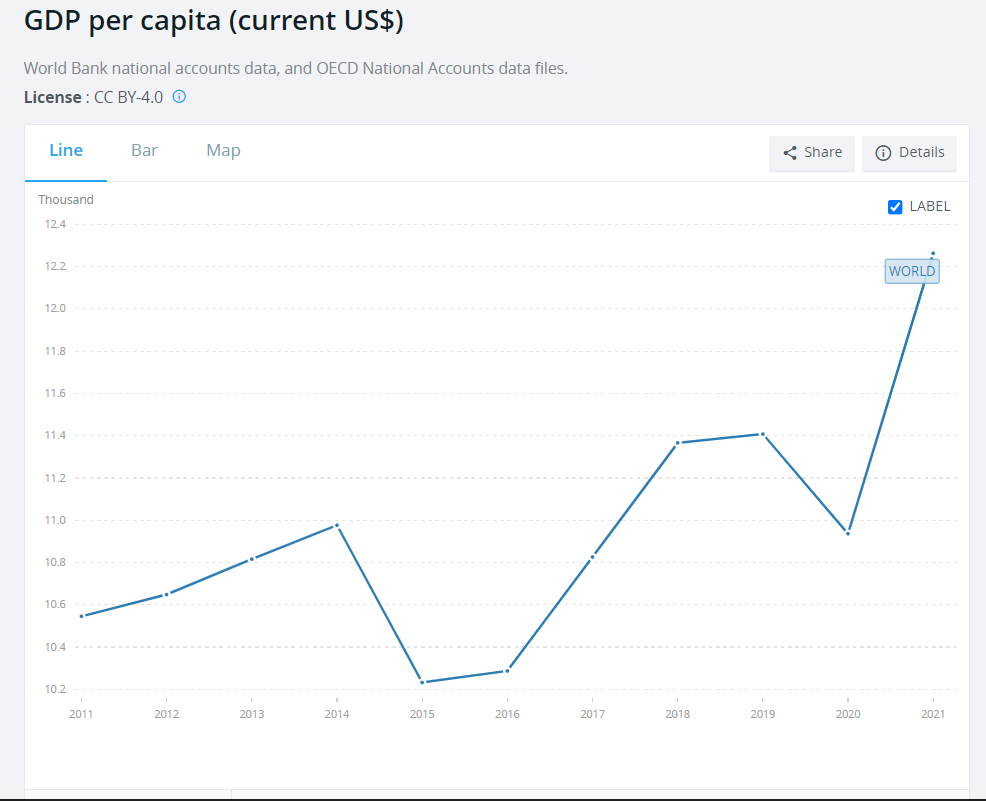 GDP per capita (current US$)
World Bank national accounts data, and OECD National Accounts data files.
License : CC BY-4.0
Line Bar Map Share Details
Thousand
LABEL
12.4
12.2
WORLD
12.0
11.8
11.6
11.4
11.2
11.0
10.8
10.6
10.4
10.2
2011 2012 2013 2014 2015 2016 2017 2018 2019 2020 2021